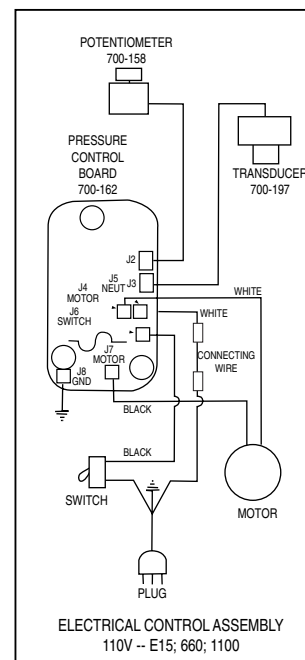 POTENTIOMETER
700-158
PRESSURE
CONTROL
BOARD
700-162
TRANSDUCER
700-197
J2
J3
J5
NEUT
J4
MOTOR
J6
SWITCH
WHITE
WHITE
CONNECTING
WIRE
J7
MOTOR
J8
GND
BLACK
BLACK
SWITCH
MOTOR
PLUG
ELECTRICAL CONTROL ASSEMBLY
110V -- E15; 660; 1100